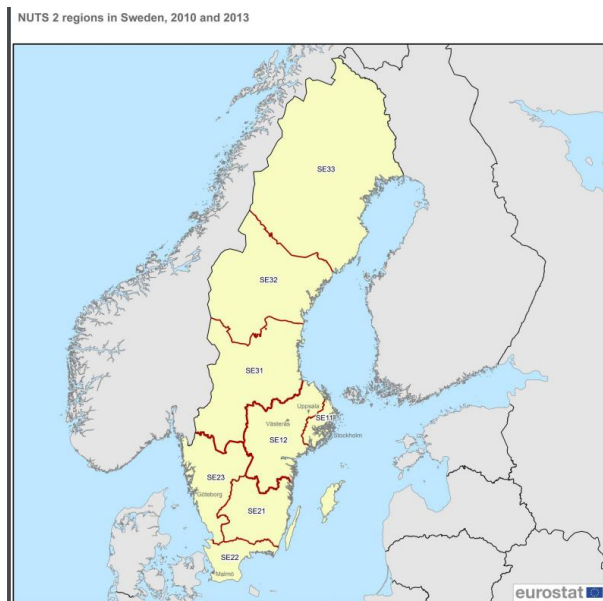 NUTS 2 regions in Sweden, 2010 and 2013
SE33
SE32
SE31
Uppsala
SE11
Västerås
Stockholm
SE12
SE23
Göteborg
SE21
SE22
Malmö
eurostat